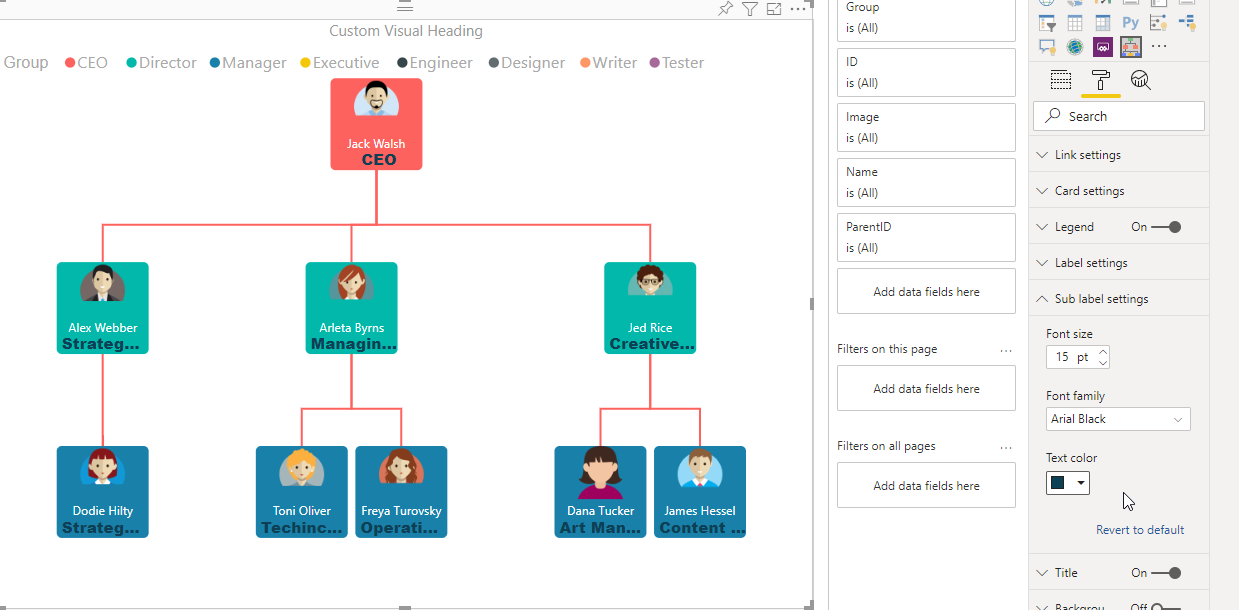 Custom Visual Heading
Group CEO Director Manager Executive Engineer Designer Writer Tester
Jack Walsh
CEO
Alex Webber
Strateg...
Arleta Byrns
Managin...
Jed Rice
Creative...
Dodie Hilty
Strateg...
Toni Oliver
Techinc...
Freya Turovsky
Operati...
Dana Tucker
Art Man...
James Hessel
Content ...
Group
is (All)
ID
is (All)
Image
is (All)
Name
is (All)
ParentID
is (All)
Add data fields here
Filters on this page ...
Add data fields here
Filters on all pages ...
Add data fields here
Py
...
Search
Link settings
Card settings
Legend On
Label settings
Sub label settings
Font size
15 pt
Font family
Arial Black
Text color
Revert to default
Title On
Backgrou Off